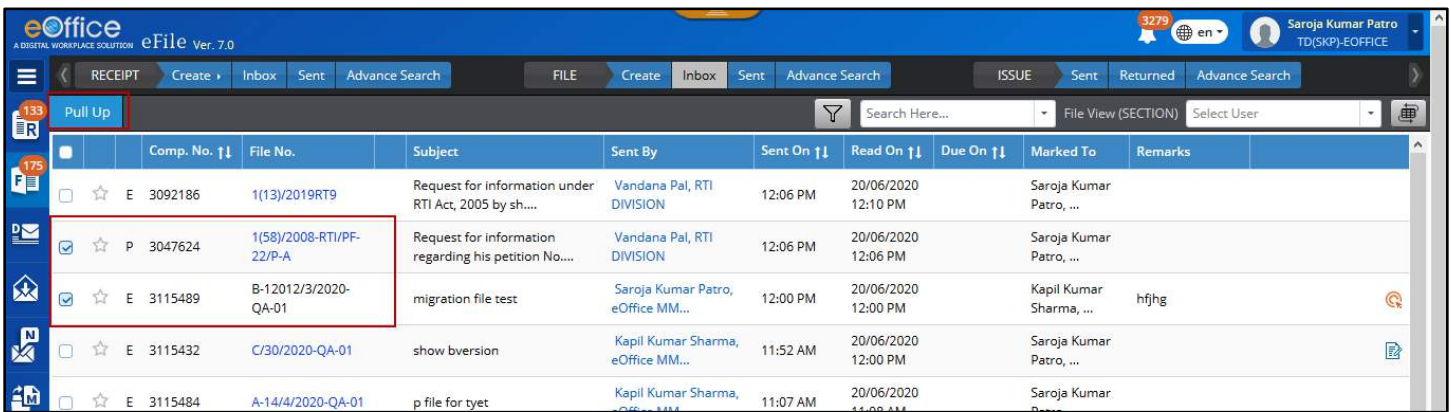 eOffice
A DIGITAL WORKPLACE SOLUTION eFile Ver. 7.0
3279 en Saroja Kumar Patro
TD(SKP)-EOFFICE
RECEIPT Create Inbox Sent Advance Search FILE Create Inbox Sent Advance Search ISSUE Sent Returned Advance Search
133 R
Pull Up Search Here... File View (SECTION) Select User
Comp. No. File No. Subject Sent By Sent On Read On Due On Marked To Remarks
175 F
E 3092186 1(13)/2019RT9 Request for information under Vandana Pal, RTI 12:06 PM 20/06/2020 Saroja Kumar
RTI Act, 2005 by sh.... DIVISION 12:10 PM Patro, ...
D
P 3047624 1(58)/2008-RTI/PF- Request for information Vandana Pal, RTI 12:06 PM 20/06/2020 Saroja Kumar
22/P-A regarding his petition No.... DIVISION 12:06 PM Patro, ...
E 3115489 B-12012/3/2020- migration file test Saroja Kumar Patro, 12:00 PM 20/06/2020 Kapil Kumar hfjhg
QA-01 eOffice MM... 12:00 PM Sharma, ...
N
E 3115432 C/30/2020-QA-01 show bversion Kapil Kumar Sharma, 11:52 AM 20/06/2020 Saroja Kumar
eOffice MM... 12:00 PM Patro, ...
M
E 3115484 A-14/4/2020-QA-01 p file for tyet Kapil Kumar Sharma, 11:07 AM 20/06/2020 Saroja Kumar